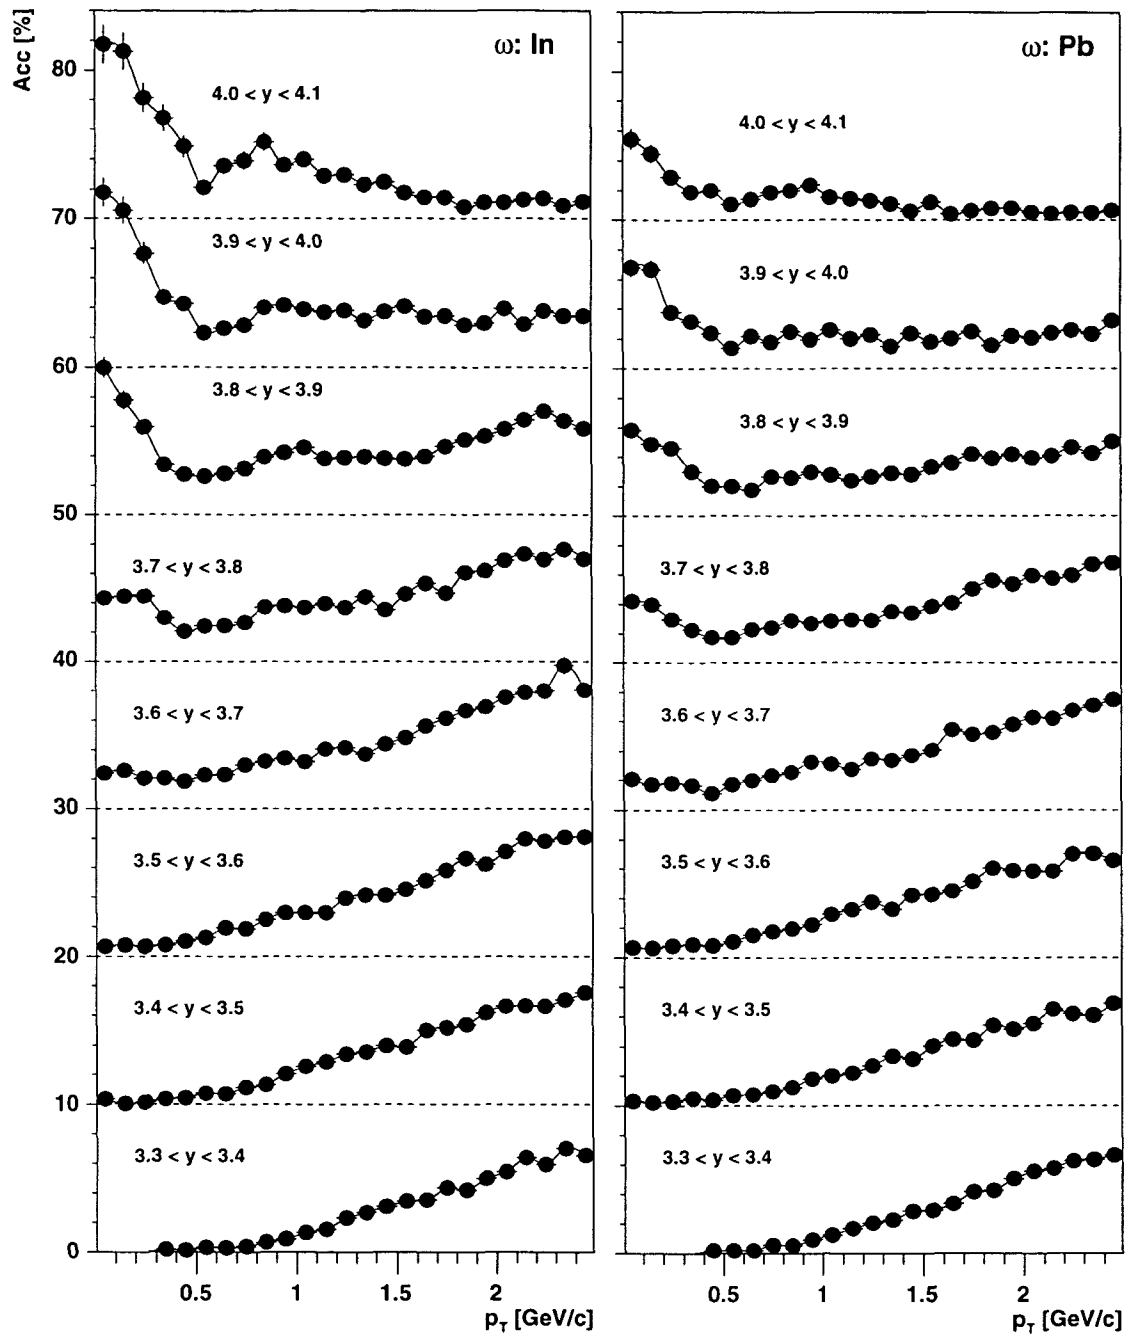 Acc [%]
ω: In
ω: Pb
80
4.0 < y < 4.1
4.0 < y < 4.1
70
3.9 < y < 4.0
3.9 < y < 4.0
60
3.8 < y < 3.9
3.8 < y < 3.9
50
3.7 < y < 3.8
3.7 < y < 3.8
40
3.6 < y < 3.7
3.6 < y < 3.7
30
3.5 < y < 3.6
3.5 < y < 3.6
20
3.4 < y < 3.5
3.4 < y < 3.5
10
3.3 < y < 3.4
3.3 < y < 3.4
0
0.5 1 1.5 2
0.5 1 1.5 2
p_T [GeV/c]
p_T [GeV/c]